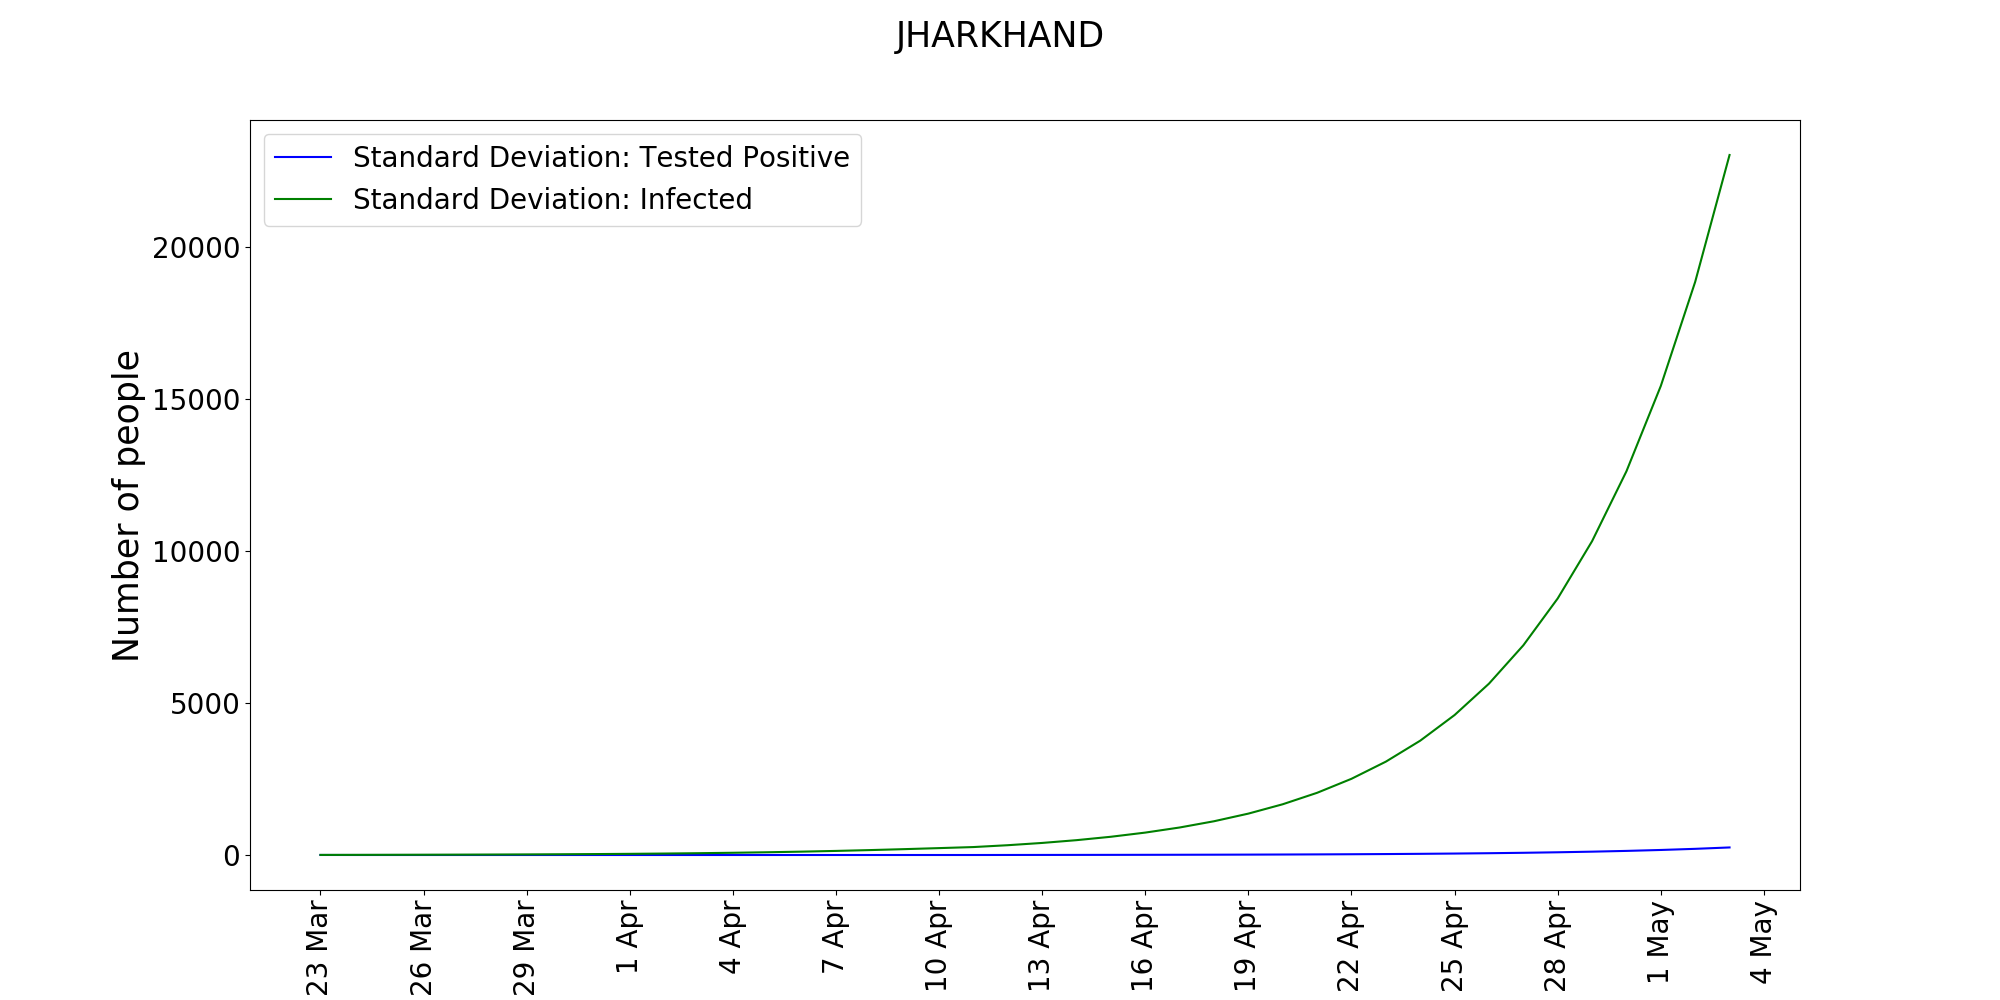 JHARKHAND
Standard Deviation: Tested Positive
Standard Deviation: Infected
Number of people
20000
15000
10000
5000
0
23 Mar
26 Mar
29 Mar
1 Apr
4 Apr
7 Apr
10 Apr
13 Apr
16 Apr
19 Apr
22 Apr
25 Apr
28 Apr
1 May
4 May